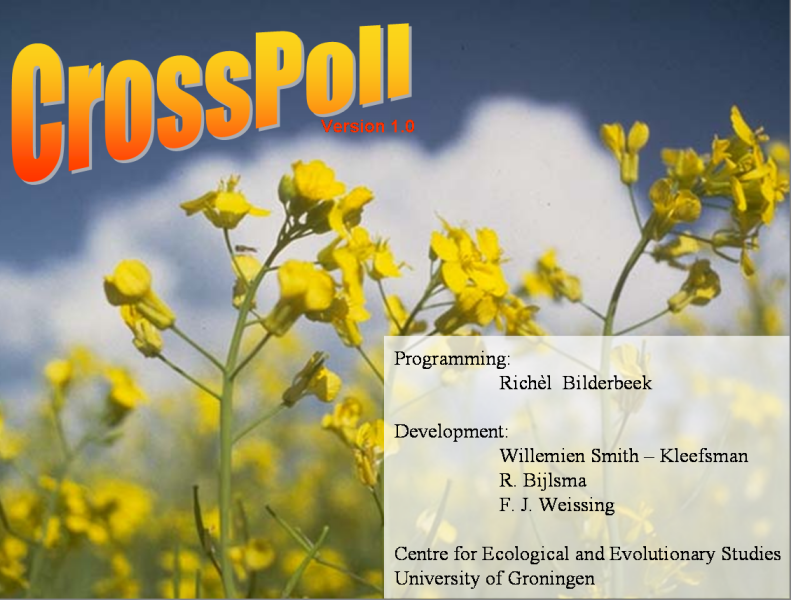 CrossPoll
Version 1.0
Programming:
Richèl Bilderbeek
Development:
Willemien Smith – Kleefsman
R. Bijlsma
F. J. Weissing
Centre for Ecological and Evolutionary Studies
University of Groningen